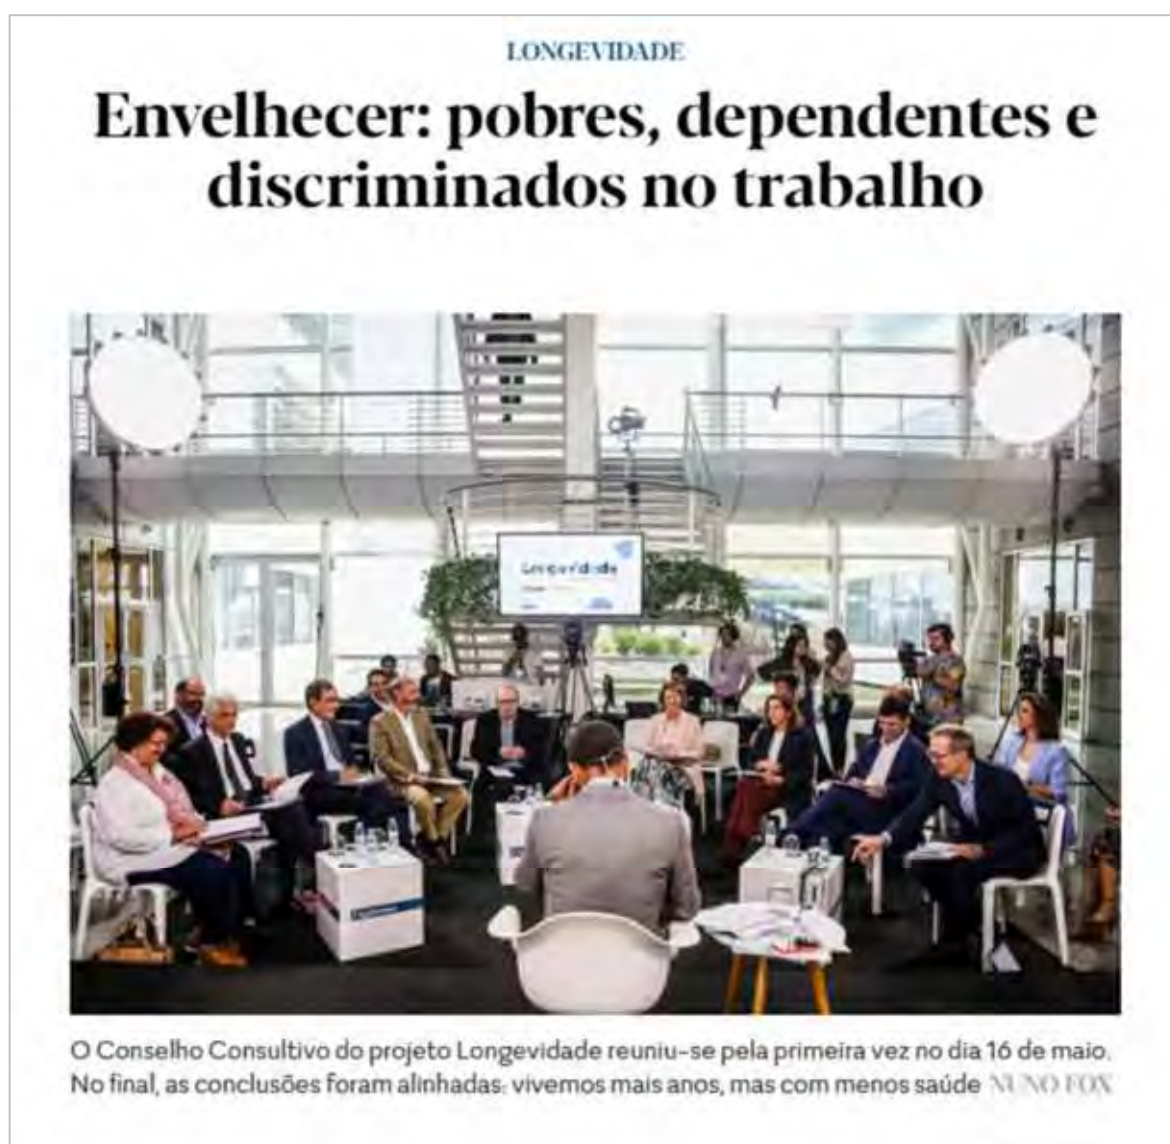 LONGEVIDADE
Envelhecer: pobres, dependentes e
discriminados no trabalho
Longevidade
O Conselho Consultivo do projeto Longevidade reuniu-se pela primeira vez no dia 16 de maio.
No final, as conclusões foram alinhadas: vivemos mais anos, mas com menos saúde NUNO FOX